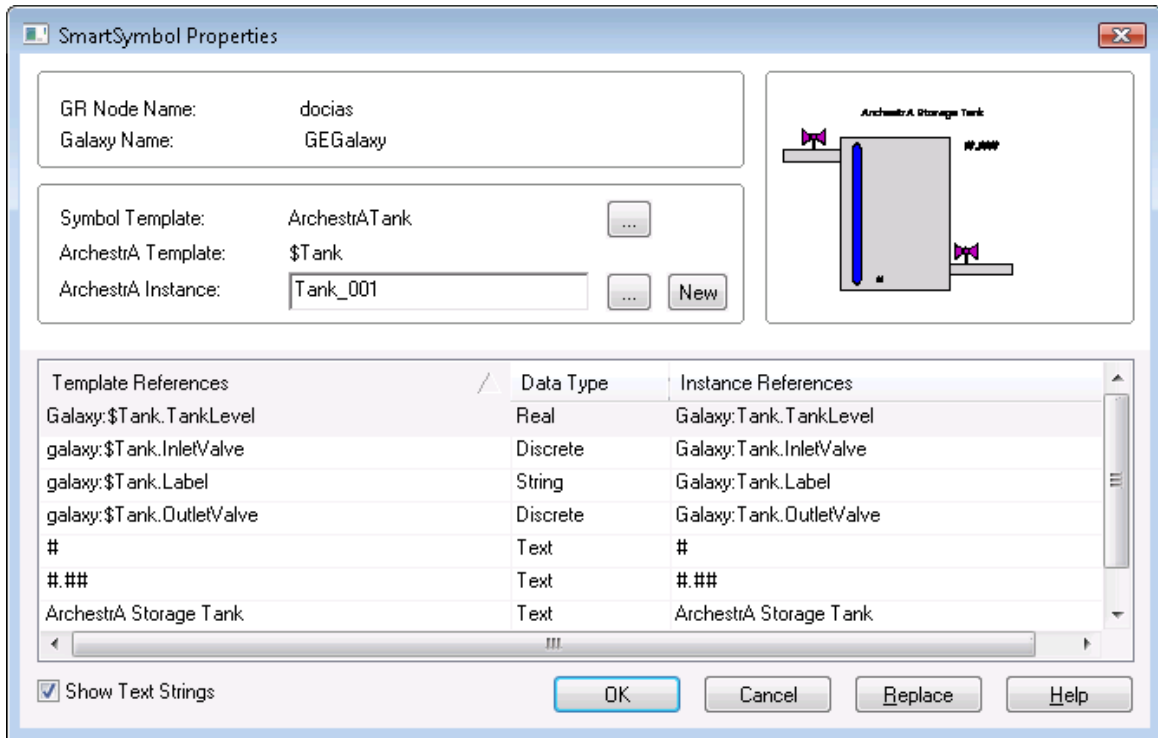 SmartSymbol Properties
GR Node Name: docias
Galaxy Name: GEGalaxy
ArchestrA Storage Tank
#.###
#
Symbol Template: ArchestrATank ...
ArchestrA Template: $Tank
ArchestrA Instance: Tank_001 ... New
Template References Data Type Instance References
Galaxy:$Tank.TankLevel Real Galaxy:Tank.TankLevel
galaxy:$Tank.InletValve Discrete Galaxy:Tank.InletValve
galaxy:$Tank.Label String Galaxy:Tank.Label
galaxy:$Tank.OutletValve Discrete Galaxy:Tank.OutletValve
# Text #
#.## Text #.##
ArchestrA Storage Tank Text ArchestrA Storage Tank
Show Text Strings OK Cancel Replace Help